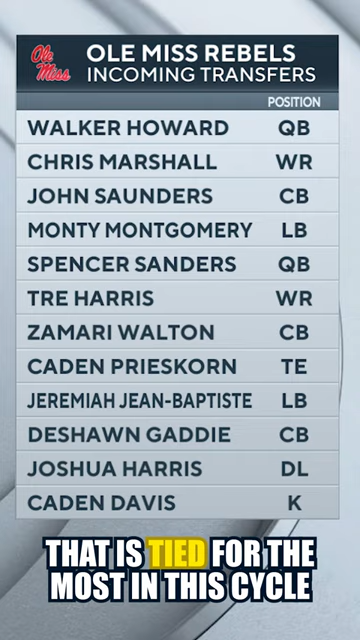 Ole Miss
OLE MISS REBELS
INCOMING TRANSFERS
POSITION
WALKER HOWARD QB
CHRIS MARSHALL WR
JOHN SAUNDERS CB
MONTY MONTGOMERY LB
SPENCER SANDERS QB
TRE HARRIS WR
ZAMARI WALTON CB
CADEN PRIESKORN TE
JEREMIAH JEAN-BAPTISTE LB
DESHAWN GADDIE CB
JOSHUA HARRIS DL
CADEN DAVIS K
THAT IS TIED FOR THE
MOST IN THIS CYCLE